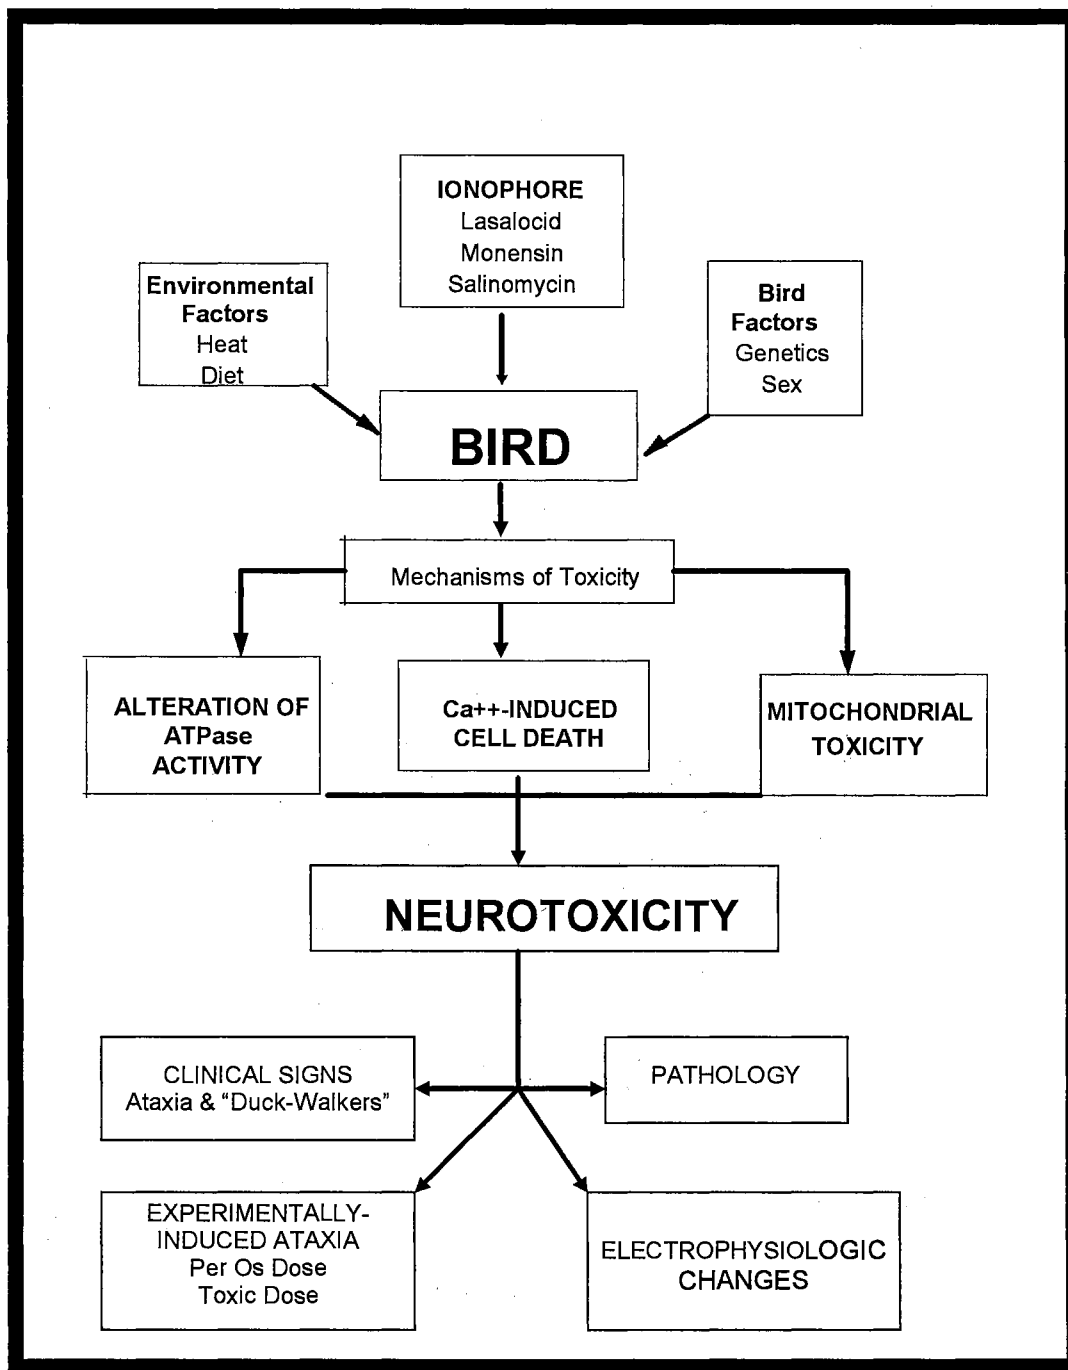 IONOPHORE
Lasalocid
Monensin
Salinomycin
Environmental
Factors
Heat
Diet
Bird
Factors
Genetics
Sex
BIRD
Mechanisms of Toxicity
ALTERATION OF
ATPase
ACTIVITY
Ca++-INDUCED
CELL DEATH
MITOCHONDRIAL
TOXICITY
NEUROTOXICITY
CLINICAL SIGNS
Ataxia & "Duck-Walkers"
PATHOLOGY
EXPERIMENTALLY-
INDUCED ATAXIA
Per Os Dose
Toxic Dose
ELECTROPHYSIOLOGIC
CHANGES